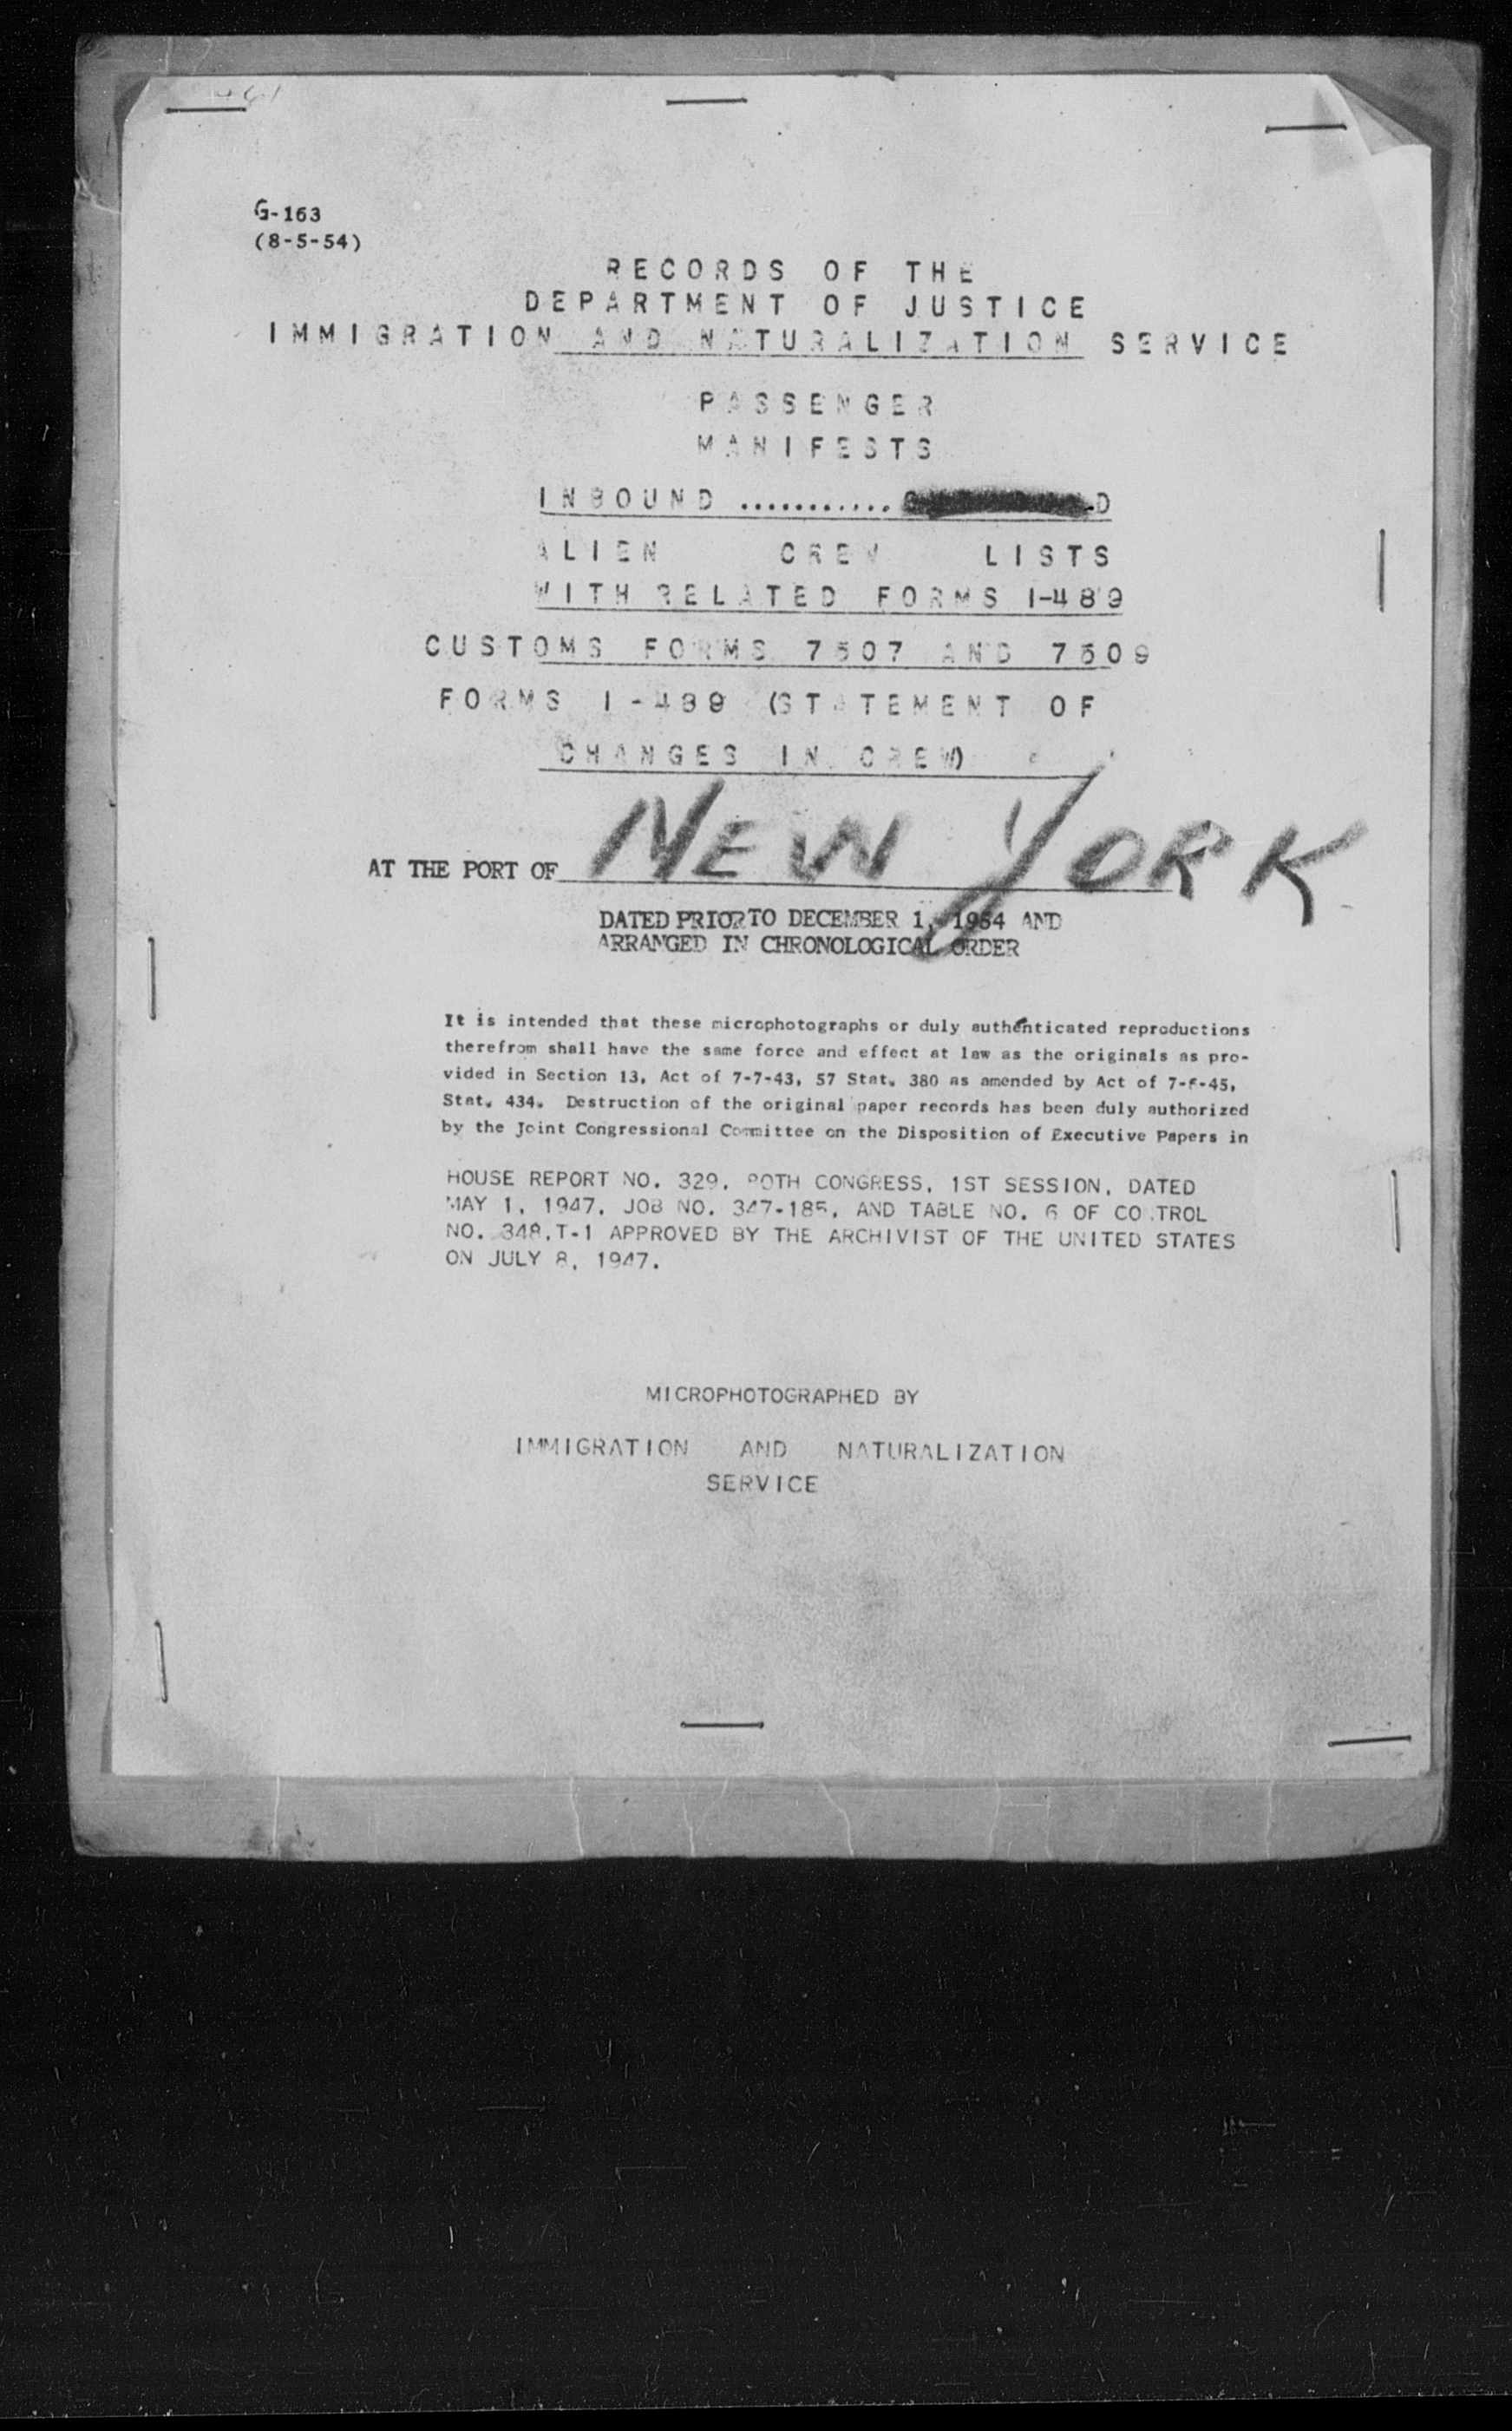 G-163
(8-5-54)
RECORDS OF THE
DEPARTMENT OF JUSTICE
IMMIGRATION AND NATURALIZATION SERVICE
PASSENGER
MANIFESTS
INBOUND ........... D
ALIEN CREW LISTS
WITH RELATED FORMS I-489
CUSTOMS FORMS 7507 AND 7509
FORMS I-489 (STATEMENT OF
CHANGES IN CREW)
AT THE PORT OF NEW YORK
DATED PRIOR TO DECEMBER 1, 1954 AND
ARRANGED IN CHRONOLOGICAL ORDER
It is intended that these microphotographs or duly authenticated reproductions
therefrom shall have the same force and effect at law as the originals as pro-
vided in Section 13, Act of 7-7-43, 57 Stat. 380 as amended by Act of
Stat. 434. Destruction of the original paper records has been duly authorized
by the Joint Congressional Committee on the Disposition of Executive Papers in
HOUSE REPORT NO. 329, 80TH CONGRESS, 1ST SESSION, DATED
MAY 1, 1947, JOB NO. 347-185, AND TABLE NO. 6 OF CO TROL
NO. 348,T-1 APPROVED BY THE ARCHIVIST OF THE UNITED STATES
ON JULY 8, 1947.
MICROPHOTOGRAPHED BY
IMMIGRATION AND NATURALIZATION
SERVICE